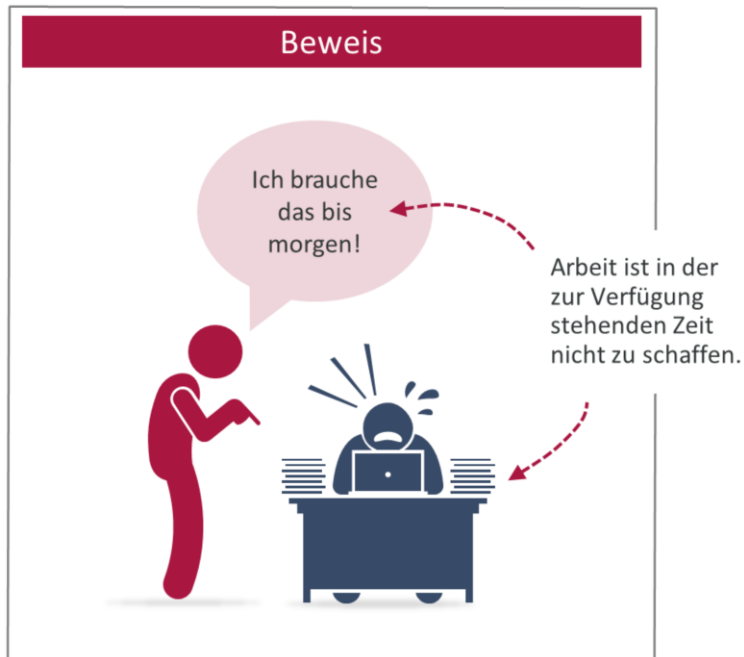 Beweis
Ich brauche
das bis
morgen!
Arbeit ist in der
zur Verfügung
stehenden Zeit
nicht zu schaffen.